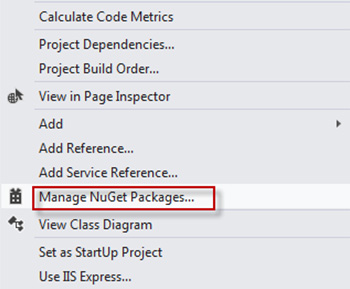 Calculate Code Metrics
Project Dependencies...
Project Build Order...
View in Page Inspector
Add
Add Reference...
Add Service Reference...
Manage NuGet Packages...
View Class Diagram
Set as StartUp Project
Use IIS Express...